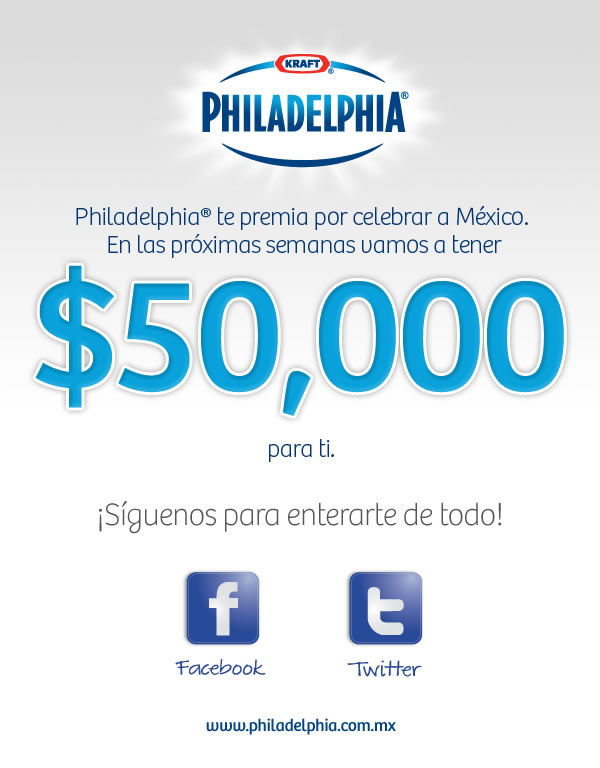 KRAFT®
PHILADELPHIA®
Philadelphia® te premia por celebrar a México.
En las próximas semanas vamos a tener
$50,000
para ti.
¡Síguenos para enterarte de todo!
f t
Facebook Twitter
www.philadelphia.com.mx